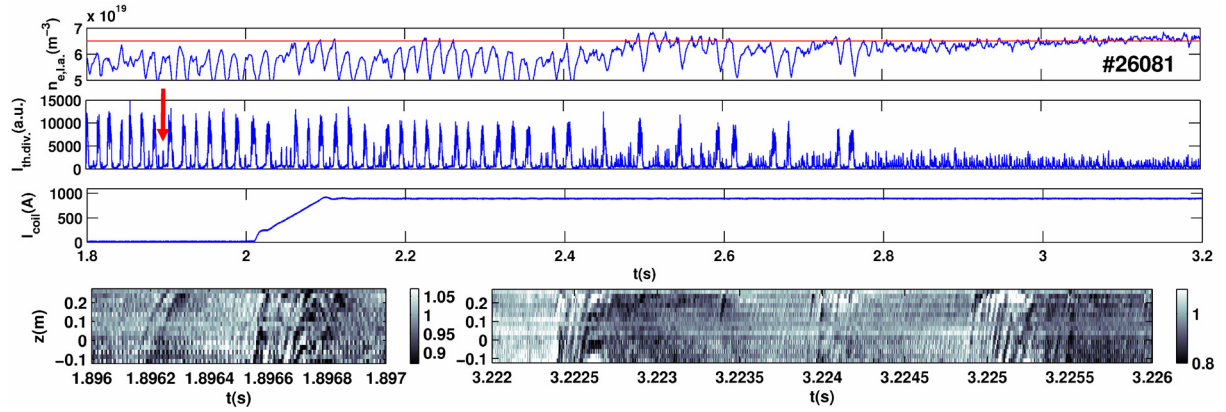 x 10^19
7
6
5
n_e,l.a.(m^-3)
#26081
15000
10000
5000
0
I_th.div.(a.u.)
1000
500
0
I_coil(A)
1.8 2 2.2 2.4 2.6 2.8 3 3.2
t(s)
0.2
0.1
0
−0.1
z(m)
1.896 1.8962 1.8964 1.8966 1.8968 1.897
t(s)
1.05
1
0.95
0.9
0.2
0.1
0
−0.1
3.222 3.2225 3.223 3.2235 3.224 3.2245 3.225 3.2255 3.226
t(s)
1
0.8